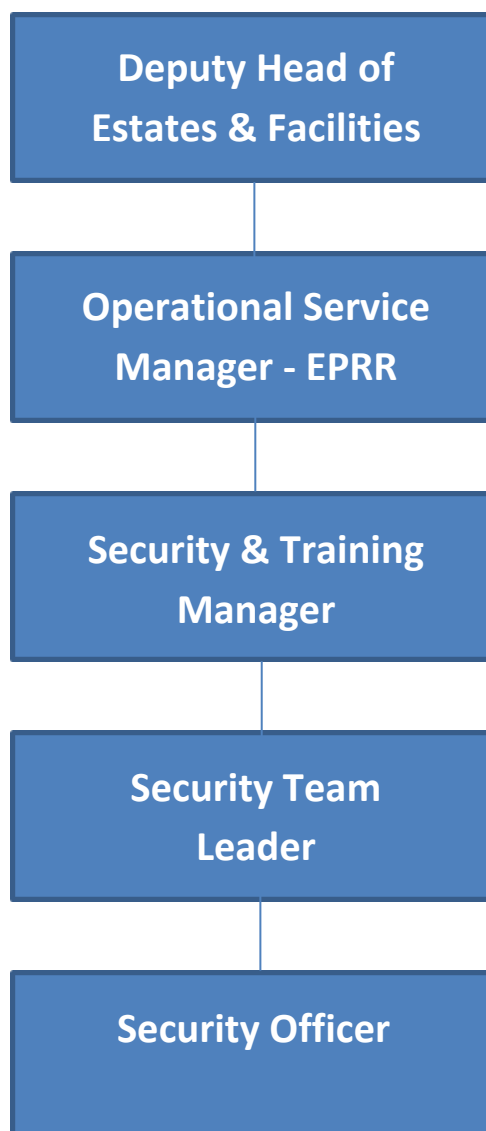 Deputy Head of
Estates & Facilities
Operational Service
Manager - EPRR
Security & Training
Manager
Security Team
Leader
Security Officer